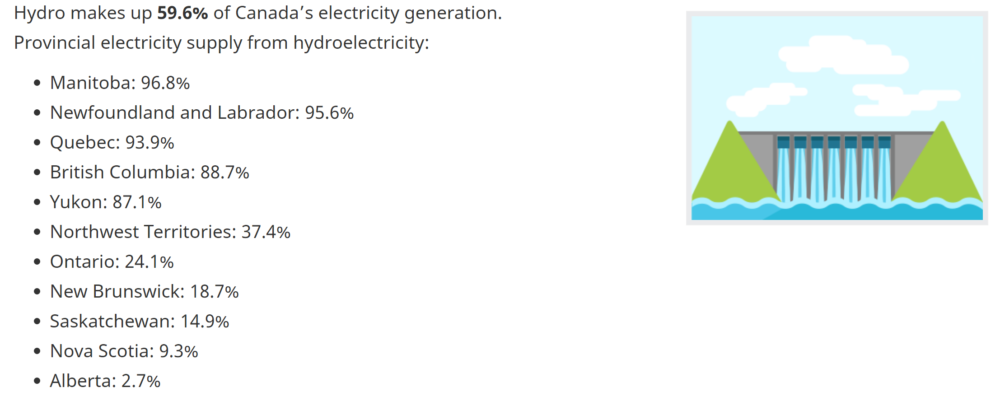 Hydro makes up 59.6% of Canada’s electricity generation.
Provincial electricity supply from hydroelectricity:
• Manitoba: 96.8%
• Newfoundland and Labrador: 95.6%
• Quebec: 93.9%
• British Columbia: 88.7%
• Yukon: 87.1%
• Northwest Territories: 37.4%
• Ontario: 24.1%
• New Brunswick: 18.7%
• Saskatchewan: 14.9%
• Nova Scotia: 9.3%
• Alberta: 2.7%